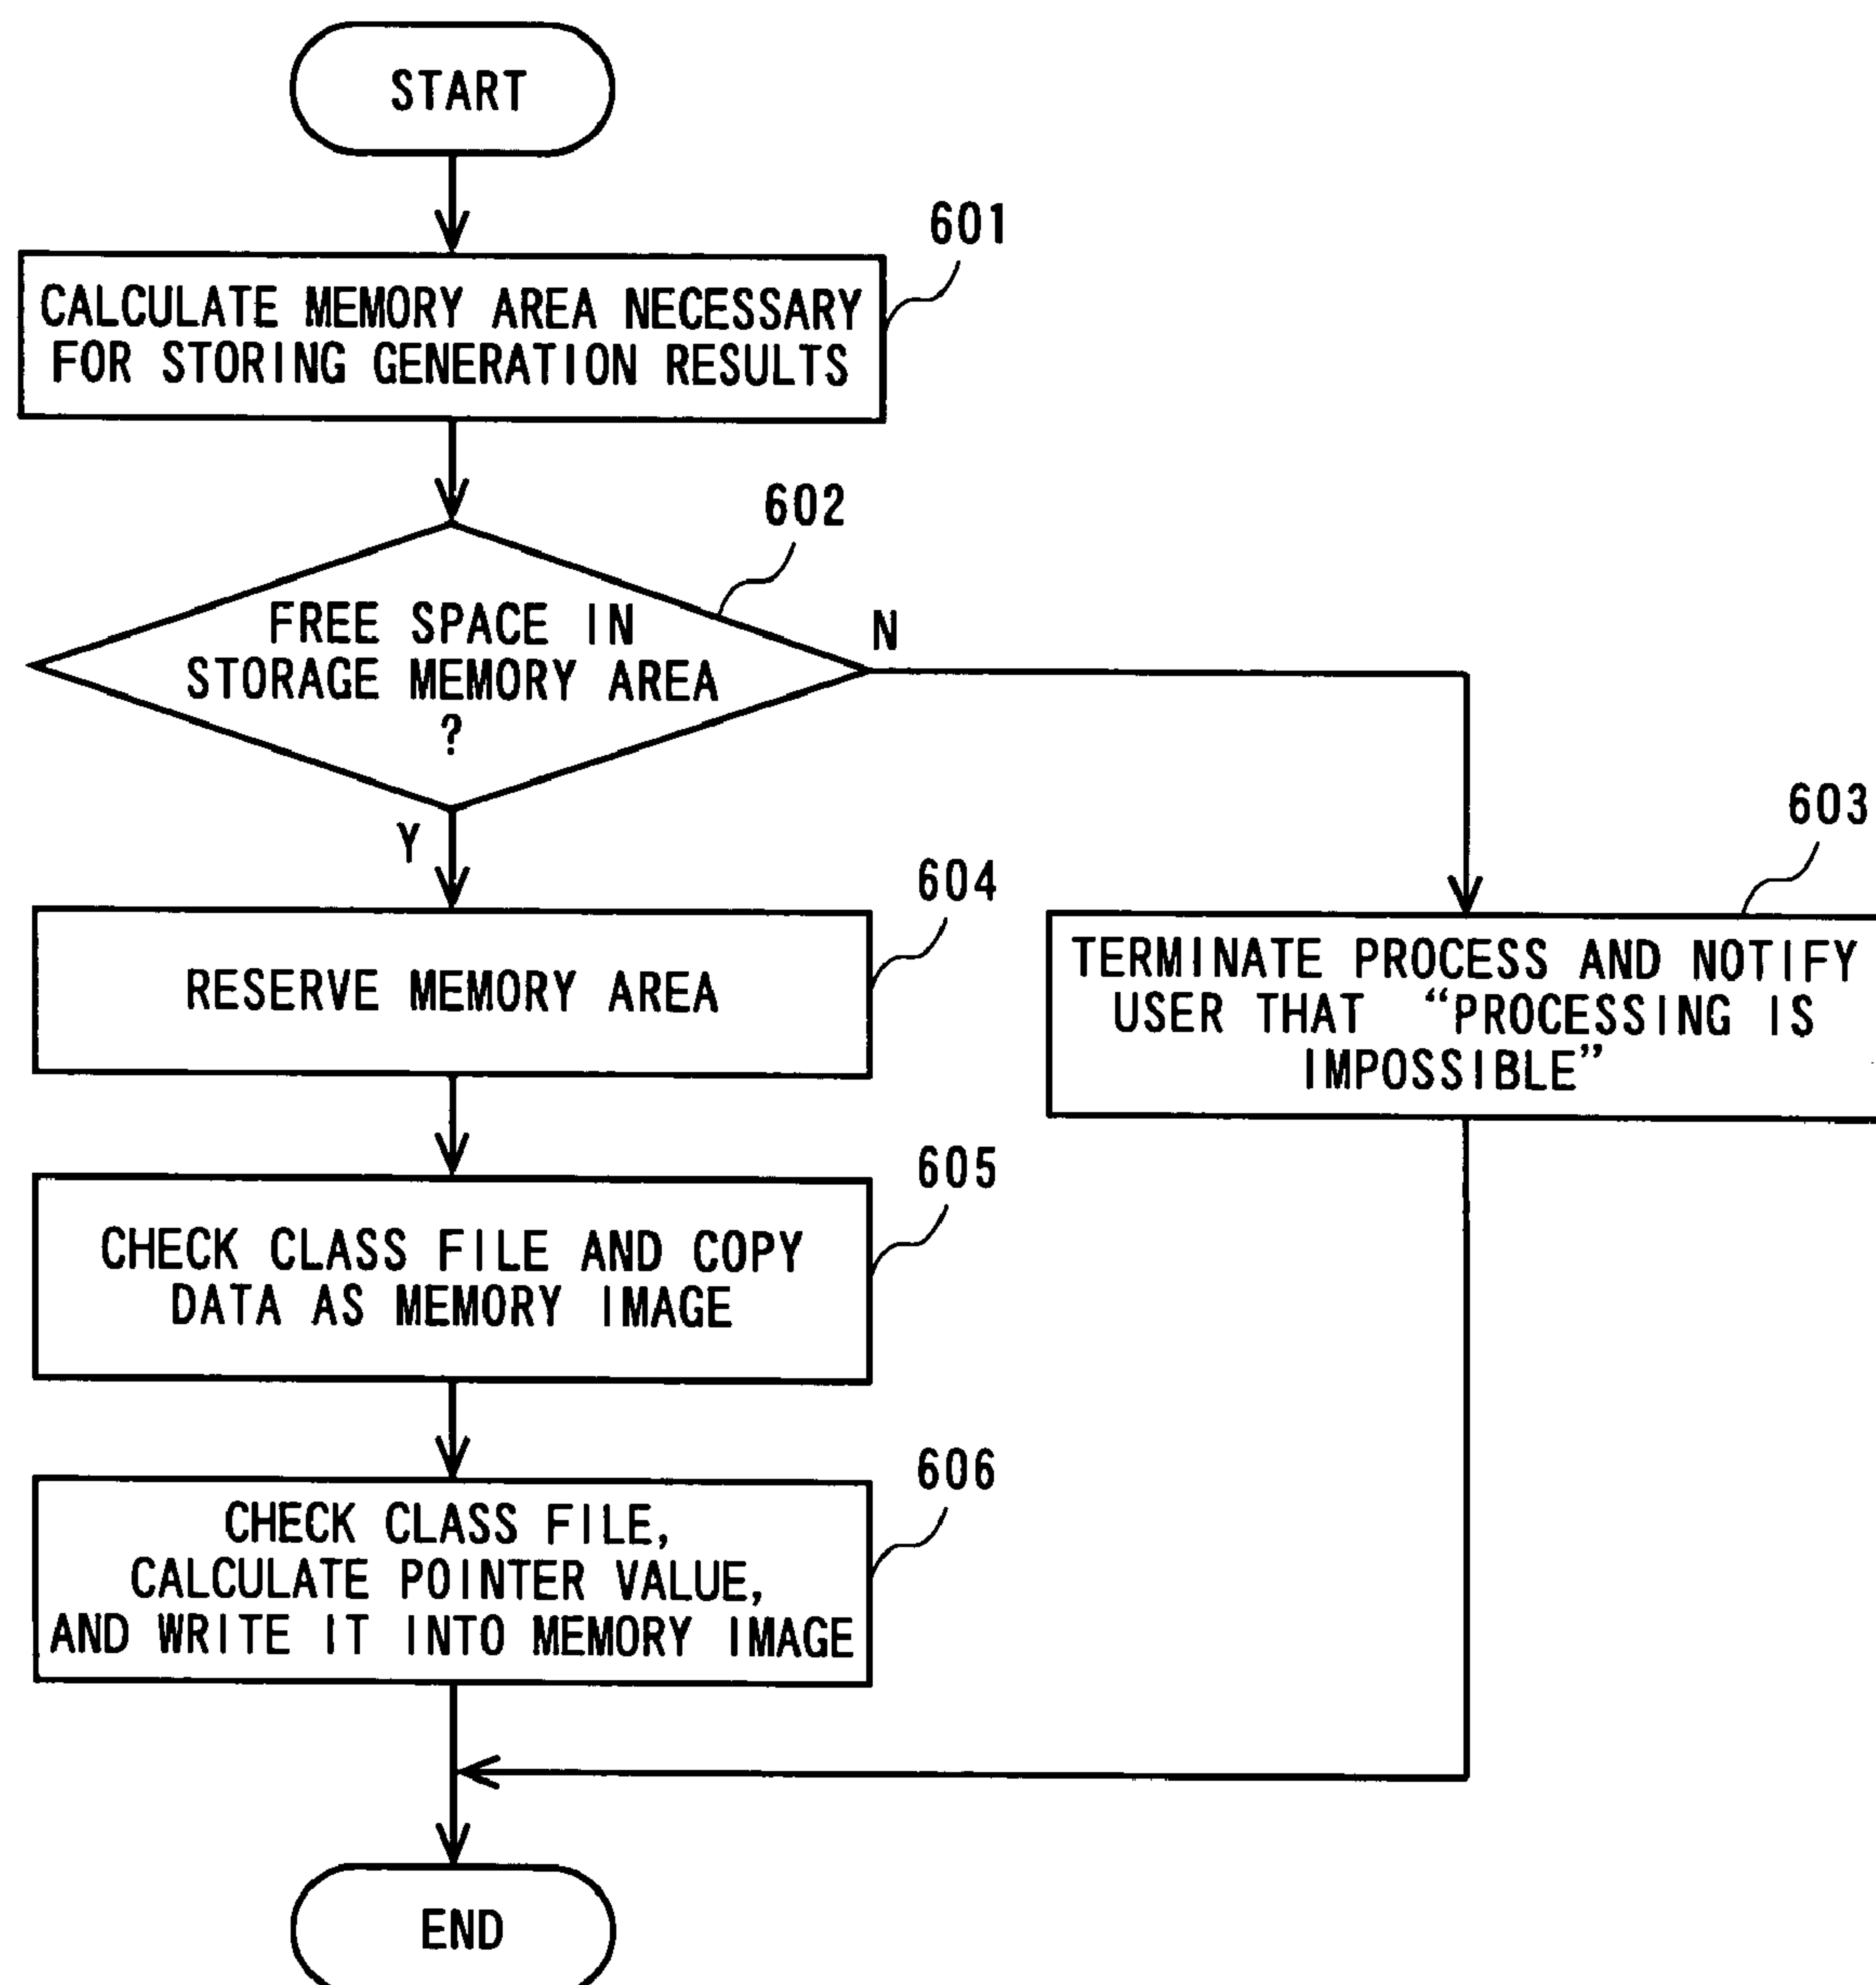 START
601
CALCULATE MEMORY AREA NECESSARY
FOR STORING GENERATION RESULTS
602
FREE SPACE IN
STORAGE MEMORY AREA
?
N
Y
603
TERMINATE PROCESS AND NOTIFY
USER THAT “PROCESSING IS
IMPOSSIBLE”
604
RESERVE MEMORY AREA
605
CHECK CLASS FILE AND COPY
DATA AS MEMORY IMAGE
606
CHECK CLASS FILE,
CALCULATE POINTER VALUE,
AND WRITE IT INTO MEMORY IMAGE
END